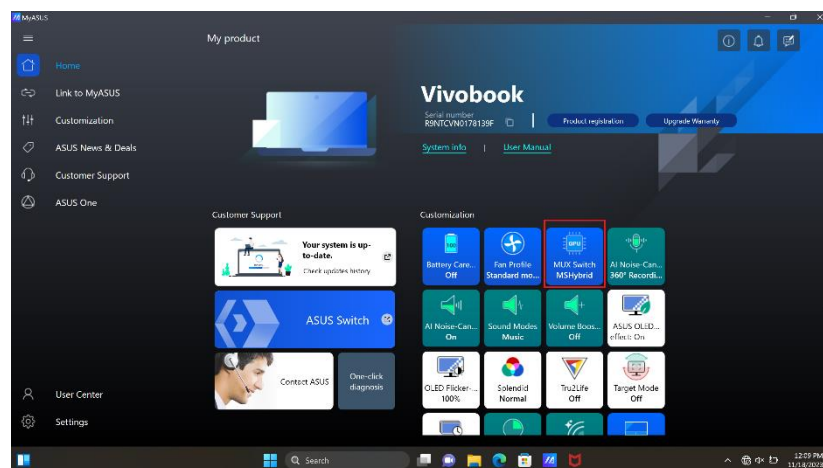 MyASUS
My product
Home
Link to MyASUS
Customization
ASUS News & Deals
Customer Support
ASUS One
User Center
Settings
Vivobook
Serial number
R9NTCVN0178139F
Product registration
Upgrade Warranty
System info | User Manual
Customer Support
Your system is up-
to-date.
Check updates history
ASUS Switch
Contact ASUS
One-click
diagnosis
Customization
Battery Care...
Off
Fan Profile
Standard mo...
GPU
MUX Switch
MSHybrid
AI Noise-Can...
360° Recordi...
AI Noise-Can...
On
Sound Modes
Music
Volume Boos...
Off
ASUS OLED...
effect: On
OLED Flicker-...
100%
Splendid
Normal
Tru2Life
Off
Target Mode
Off
Search
12:09 PM
11/18/2023